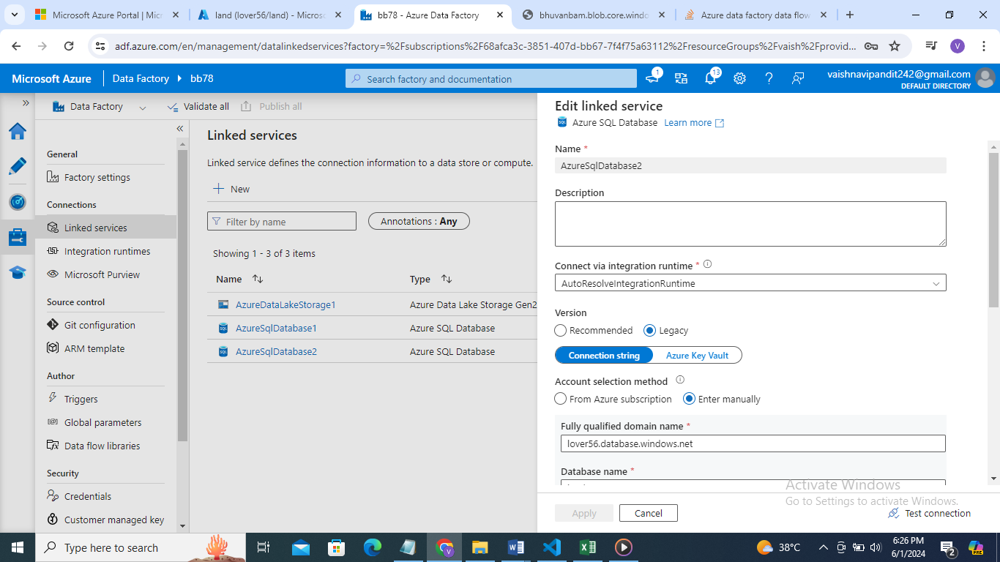 Microsoft Azure Portal | Mic
land (lover56/land) - Microso
bb78 - Azure Data Factory
bhuvanbam.blob.core.windo
Azure data factory data flow
adf.azure.com/en/management/datalinkedservices?factory=%2Fsubscriptions%2F68afca3c-3851-407d-bb67-7f4f75a63112%2FresourceGroups%2Fvaish%2Fprovid...
V
Microsoft Azure
Data Factory
bb78
Search factory and documentation
1
13
vaishnavipandit242@gmail.com
DEFAULT DIRECTORY
Data Factory
Validate all
Publish all
General
Factory settings
Connections
Linked services
Integration runtimes
Microsoft Purview
Source control
Git configuration
ARM template
Author
Triggers
Global parameters
Data flow libraries
Security
Credentials
Customer managed key
Linked services
Linked service defines the connection information to a data store or compute.
New
Filter by name
Annotations : Any
Showing 1 - 3 of 3 items
Name Type
AzureDataLakeStorage1 Azure Data Lake Storage Gen2
AzureSqlDatabase1 Azure SQL Database
AzureSqlDatabase2 Azure SQL Database
Edit linked service
Azure SQL Database Learn more
Name *
AzureSqlDatabase2
Description
Connect via integration runtime *
AutoResolveIntegrationRuntime
Version
Recommended Legacy
Connection string Azure Key Vault
Account selection method
From Azure subscription Enter manually
Fully qualified domain name *
lover56.database.windows.net
Database name *
Activate Windows
Go to Settings to activate Windows.
Apply Cancel Test connection
Type here to search
38°C
6:26 PM
6/1/2024
2
PRE